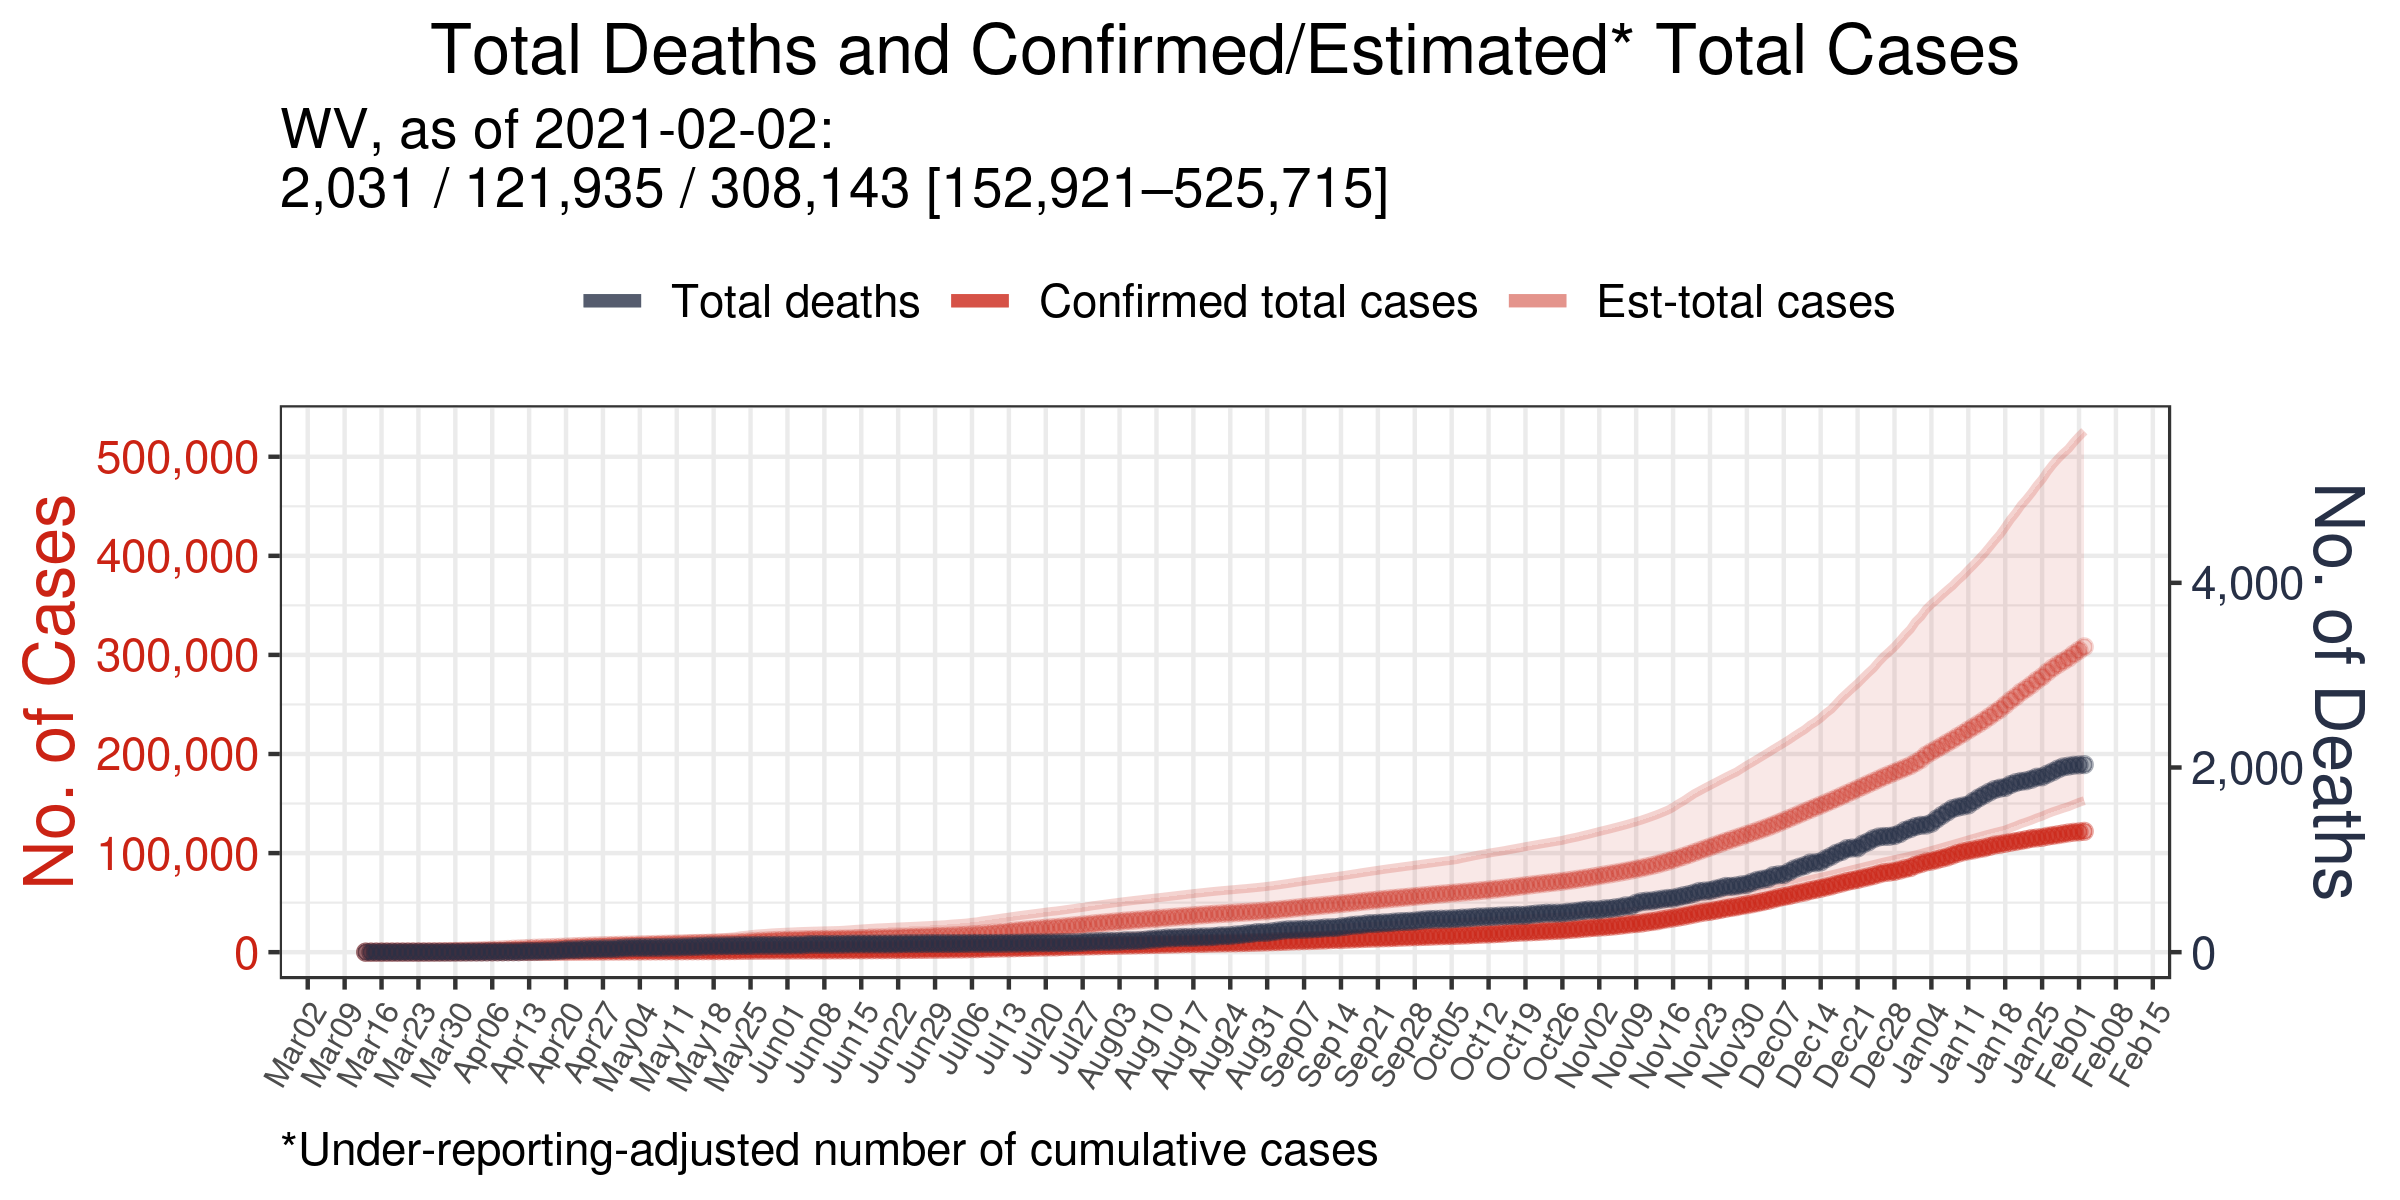 Total Deaths and Confirmed/Estimated* Total Cases
WV, as of 2021-02-02:
2,031 / 121,935 / 308,143 [152,921–525,715]
Total deaths
Confirmed total cases
Est-total cases
No. of Cases
500,000
400,000
300,000
200,000
100,000
0
No. of Deaths
4,000
2,000
0
Mar02
Mar09
Mar16
Mar23
Mar30
Apr06
Apr13
Apr20
Apr27
May04
May11
May18
May25
Jun01
Jun08
Jun15
Jun22
Jun29
Jul06
Jul13
Jul20
Jul27
Aug03
Aug10
Aug17
Aug24
Aug31
Sep07
Sep14
Sep21
Sep28
Oct05
Oct12
Oct19
Oct26
Nov02
Nov09
Nov16
Nov23
Nov30
Dec07
Dec14
Dec21
Dec28
Jan04
Jan11
Jan18
Jan25
Feb01
Feb08
Feb15
*Under-reporting-adjusted number of cumulative cases